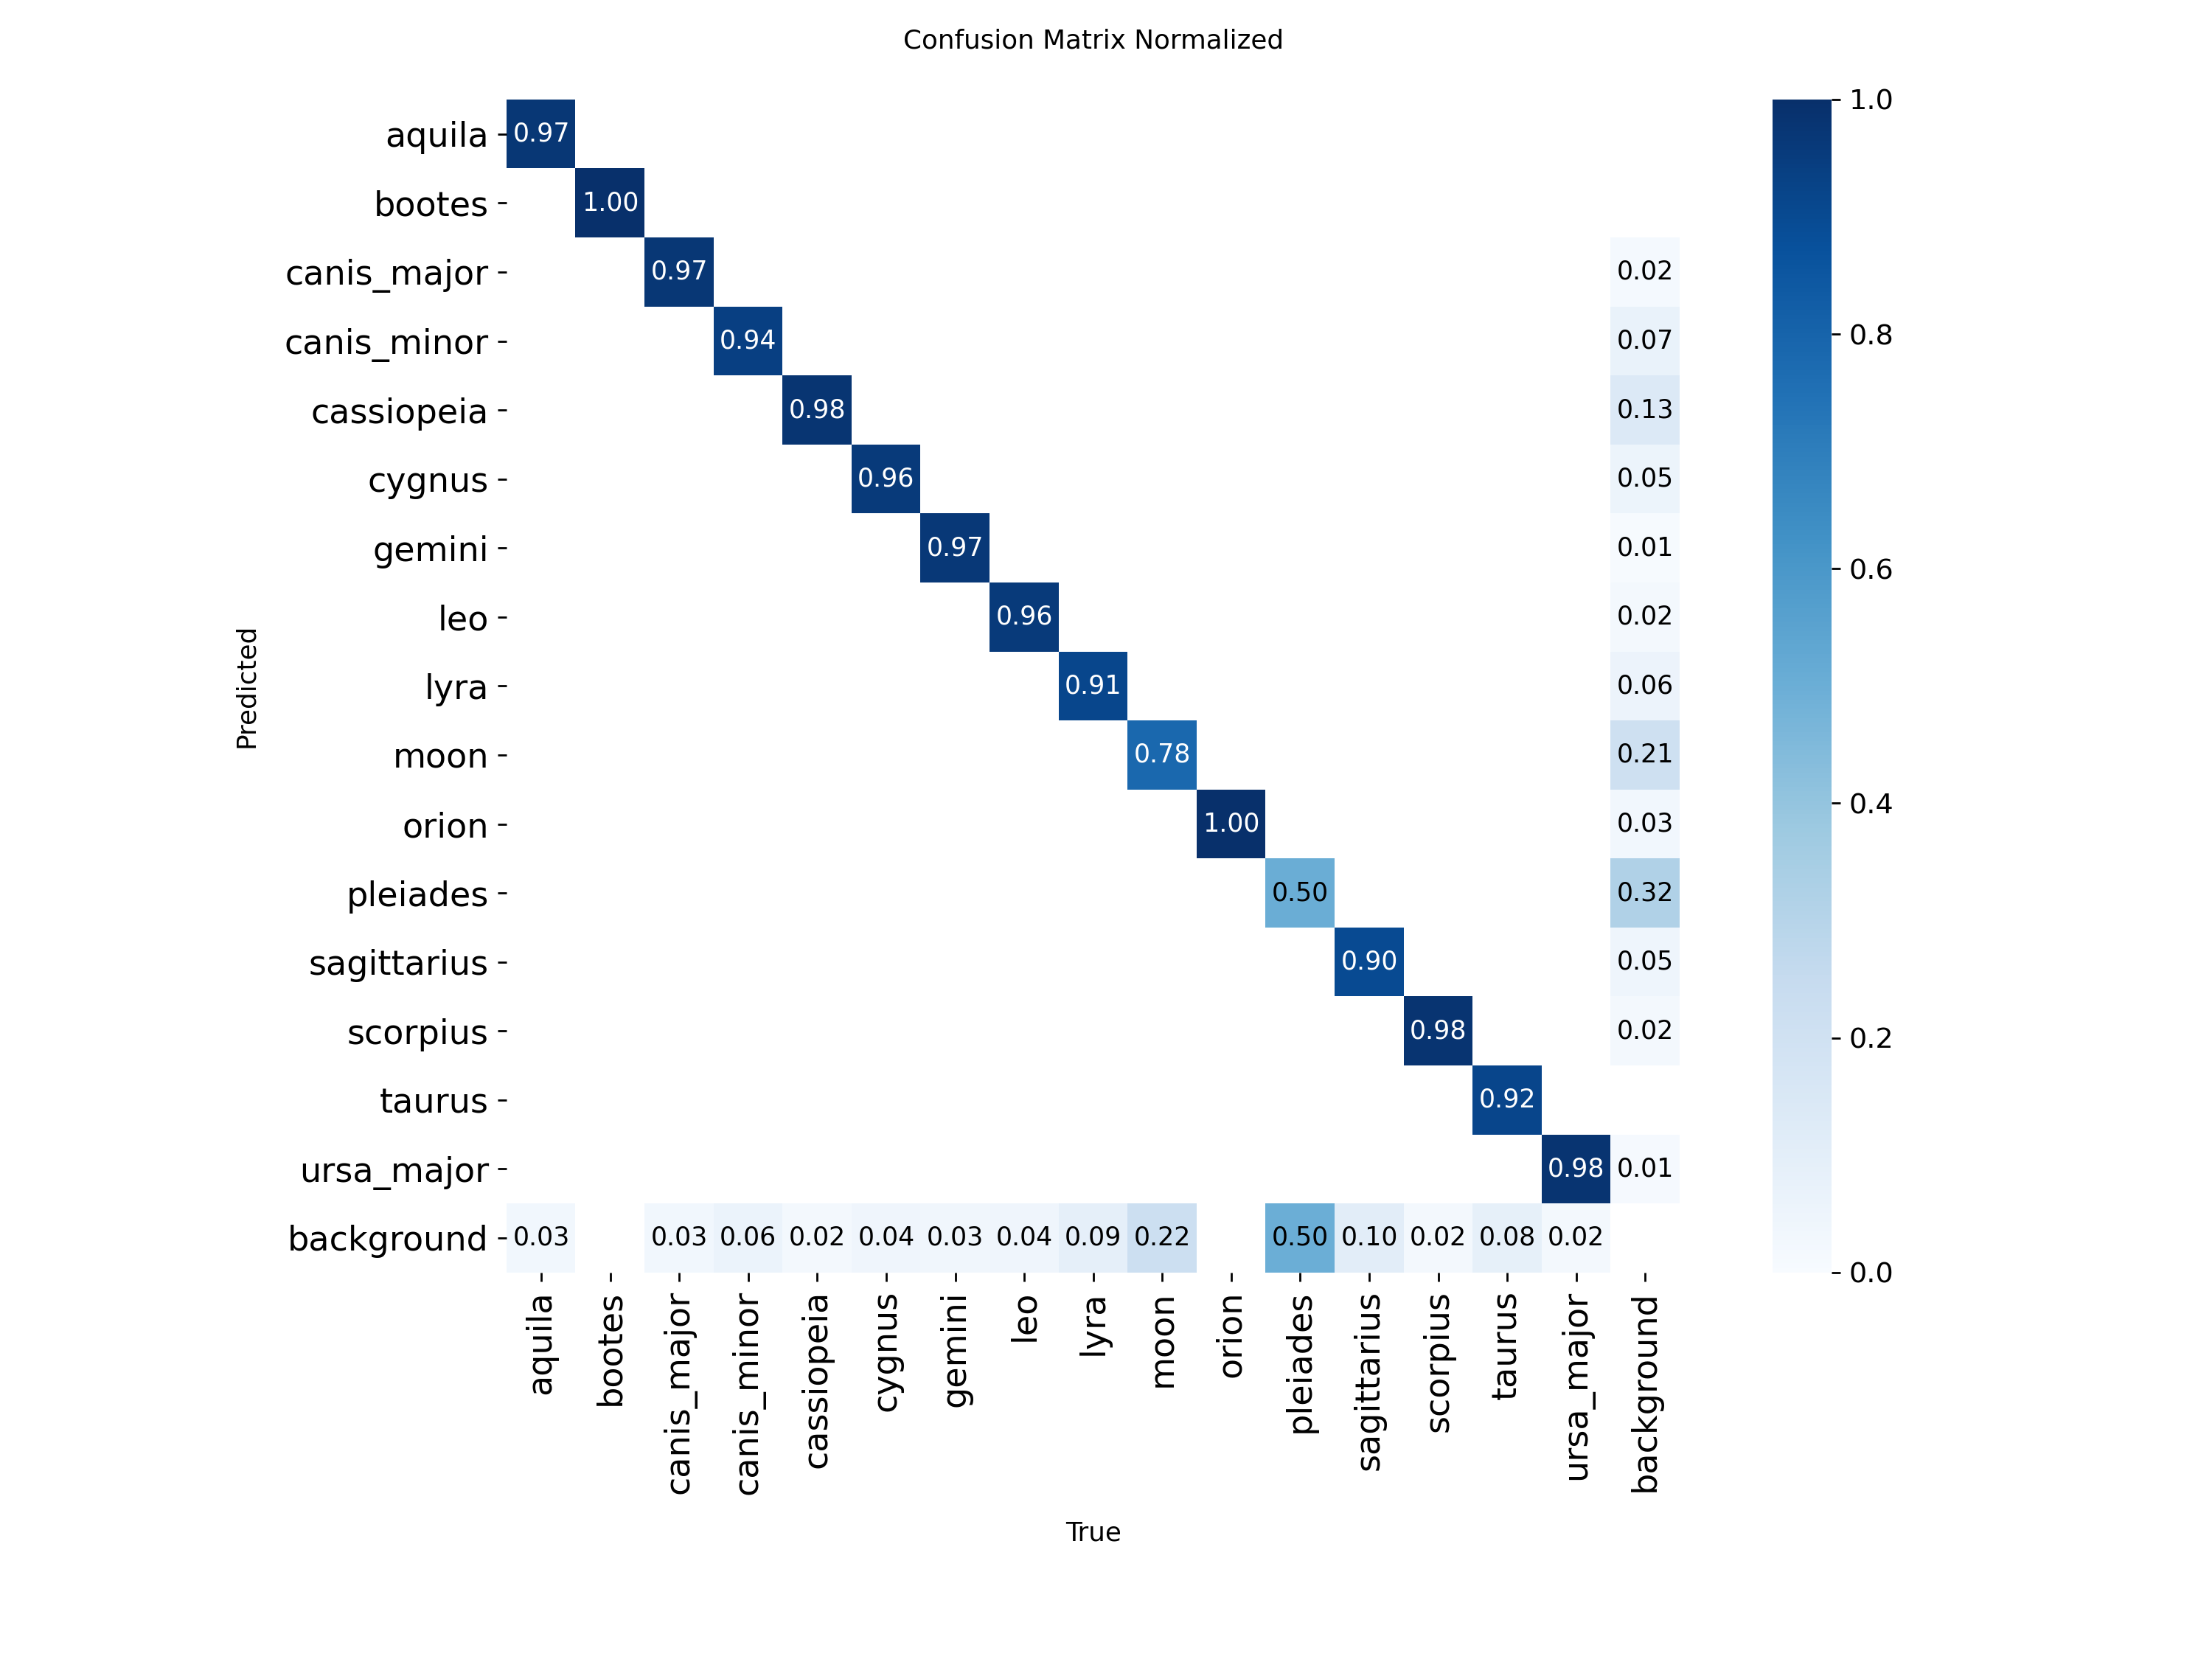 Confusion Matrix Normalized
aquila 0.97
bootes 1.00
canis_major 0.97 0.02
canis_minor 0.94 0.07
cassiopeia 0.98 0.13
cygnus 0.96 0.05
gemini 0.97 0.01
leo 0.96 0.02
lyra 0.91 0.06
moon 0.78 0.21
orion 1.00 0.03
pleiades 0.50 0.32
sagittarius 0.90 0.05
scorpius 0.98 0.02
taurus 0.92
ursa_major 0.98 0.01
background 0.03 0.03 0.06 0.02 0.04 0.03 0.04 0.09 0.22 0.50 0.10 0.02 0.08 0.02
Predicted
aquila
bootes
canis_major
canis_minor
cassiopeia
cygnus
gemini
leo
lyra
moon
orion
pleiades
sagittarius
scorpius
taurus
ursa_major
background
True
1.0
0.8
0.6
0.4
0.2
0.0